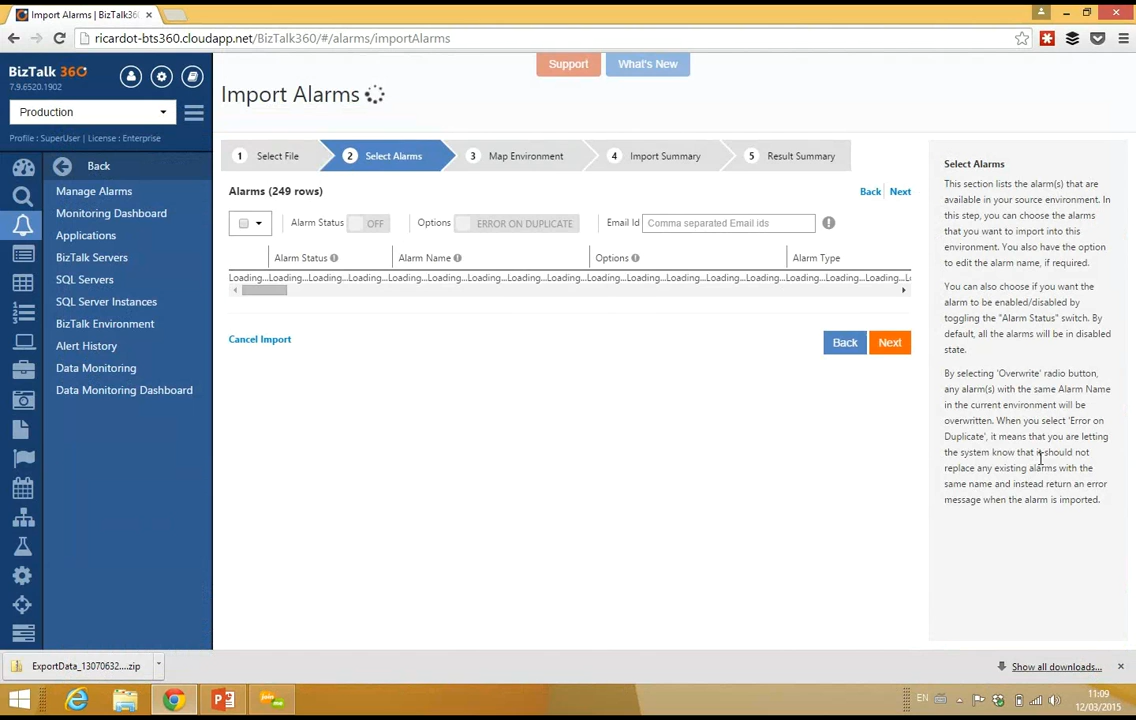 Import Alarms | BizTalk36
ricardot-bts360.cloudapp.net/BizTalk360/#/alarms/importAlarms
Support
What's New
BizTalk 360
7.9.6520.1902
Production
Profile : SuperUser | License : Enterprise
Back
Manage Alarms
Monitoring Dashboard
Applications
BizTalk Servers
SQL Servers
SQL Server Instances
BizTalk Environment
Alert History
Data Monitoring
Data Monitoring Dashboard
Import Alarms
1 Select File
2 Select Alarms
3 Map Environment
4 Import Summary
5 Result Summary
Alarms (249 rows)
Back Next
Alarm Status OFF Options ERROR ON DUPLICATE Email Id Comma separated Email ids
Alarm Status Alarm Name Options Alarm Type
Loading...Loading...Loading...Loading...Loading...Loading...Loading...Loading...Loading...Loading...Loading...Loading...Loading...Loading...Loading...Loading...Loading...L
Cancel Import
Back
Next
Select Alarms
This section lists the alarm(s) that are
available in your source environment. In
this step, you can choose the alarms
that you want to import into this
environment. You also have the option
to edit the alarm name, if required.
You can also choose if you want the
alarm to be enabled/disabled by
toggling the "Alarm Status" switch. By
default, all the alarms will be in disabled
state.
By selecting 'Overwrite' radio button,
any alarm(s) with the same Alarm Name
in the current environment will be
overwritten. When you select 'Error on
Duplicate', it means that you are letting
the system know that it should not
replace any existing alarms with the
same name and instead return an error
message when the alarm is imported.
ExportData_13070632....zip
Show all downloads...
EN
11:09
12/03/2015